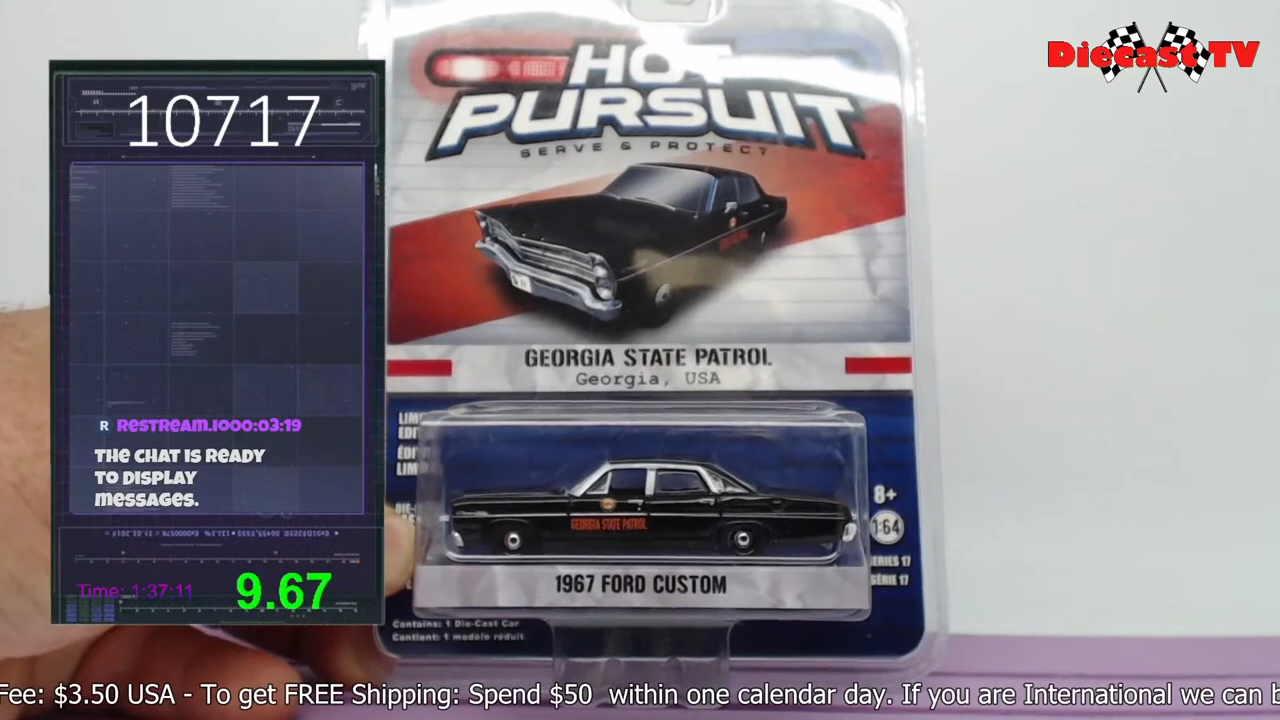 Diecast TV
10717
R Restream.io 00:03:19
The chat is ready
to display
messages.
Time: 1:37:11
9.67
HOT
PURSUIT
SERVE & PROTECT
GEORGIA STATE PATROL
Georgia, USA
8+
1:64
GEORGIA STATE PATROL
SÉRIE 17
1967 FORD CUSTOM
Contains: 1 Die-Cast Car
Contient: 1 modèle réduit
Fee: $3.50 USA - To get FREE Shipping: Spend $50 within one calendar day. If you are International we can b